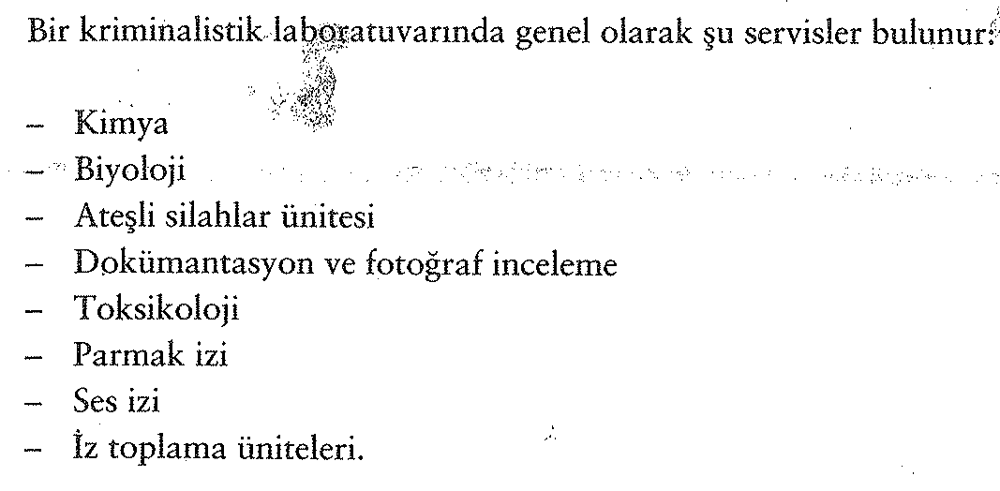 Bir kriminalistik laboratuvarında genel olarak şu servisler bulunur:
– Kimya
– Biyoloji
– Ateşli silahlar ünitesi
– Dokümantasyon ve fotoğraf inceleme
– Toksikoloji
– Parmak izi
– Ses izi
– İz toplama üniteleri.